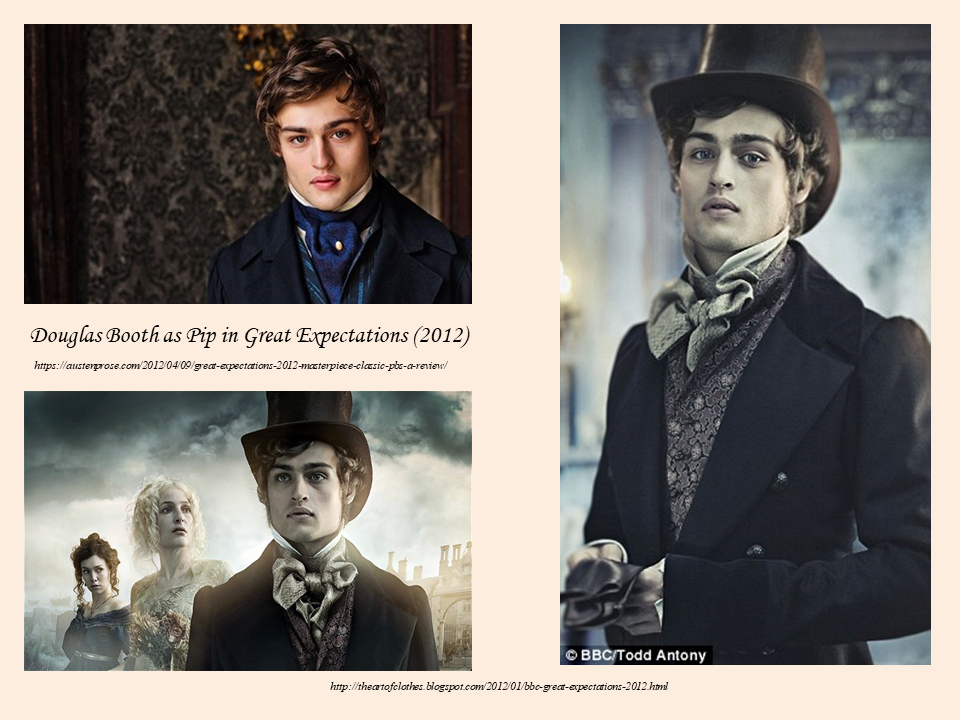 Douglas Booth as Pip in Great Expectations (2012)
https://austenprose.com/2012/04/09/great-expectations-2012-masterpiece-classic-pbs-a-review/
© BBC/Todd Antony
http://theartofclothes.blogspot.com/2012/01/bbc-great-expectations-2012.html